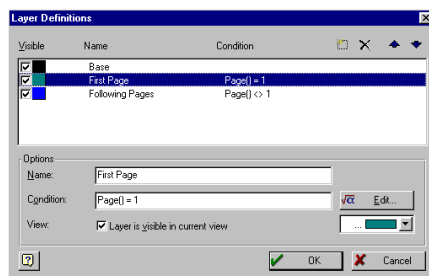 Layer Definitions
Visible Name Condition
Base
First Page Page() = 1
Following Pages Page() <> 1
Options
Name: First Page
Condition: Page() = 1 Edit...
View: Layer is visible in current view ...
OK Cancel